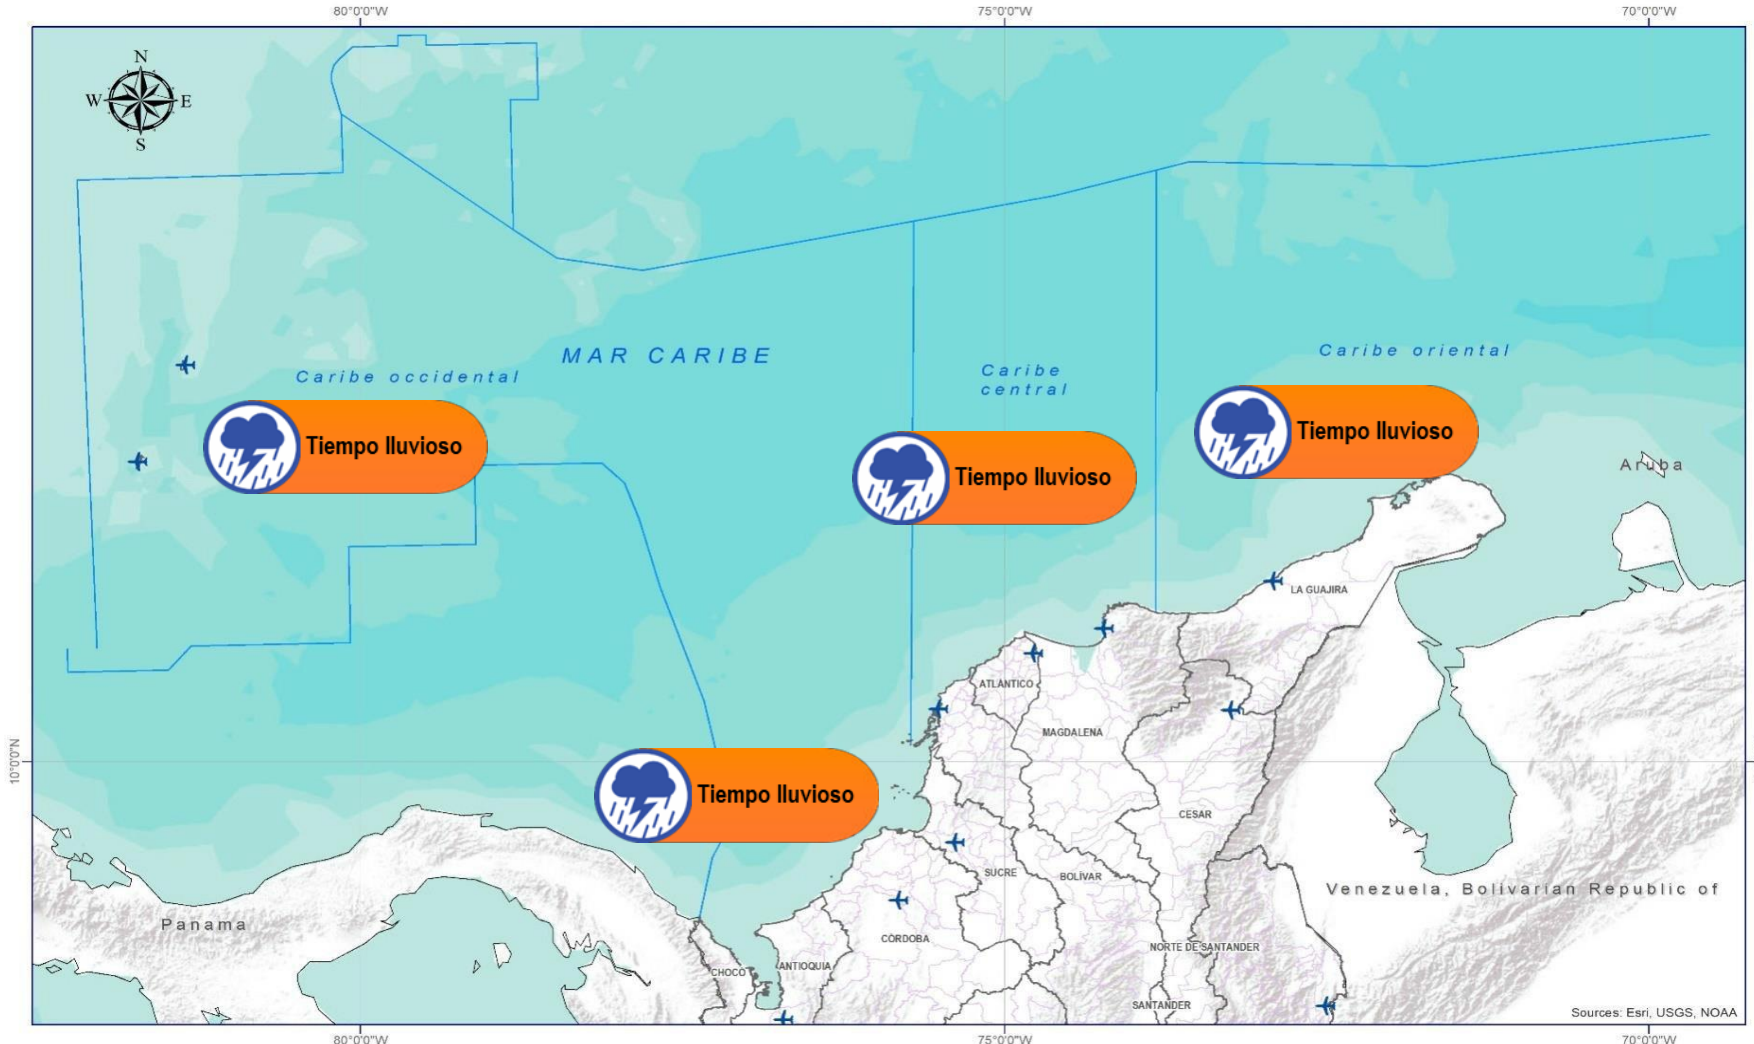 80°0'0"W
75°0'0"W
70°0'0"W
N
W
E
S
MAR CARIBE
Caribe oriental
Caribe occidental
Caribe
central
Tiempo lluvioso
Tiempo lluvioso
Tiempo lluvioso
Aruba
LA GUAJIRA
ATLÁNTICO
MAGDALENA
10°0'0"N
Tiempo lluvioso
CESAR
SUCRE
BOLÍVAR
Venezuela, Bolivarian Republic of
Panama
CÓRDOBA
NORTE DE SANTANDER
CHOCÓ
ANTIOQUIA
SANTANDER
Sources: Esri, USGS, NOAA
80°0'0"W
75°0'0"W
70°0'0"W